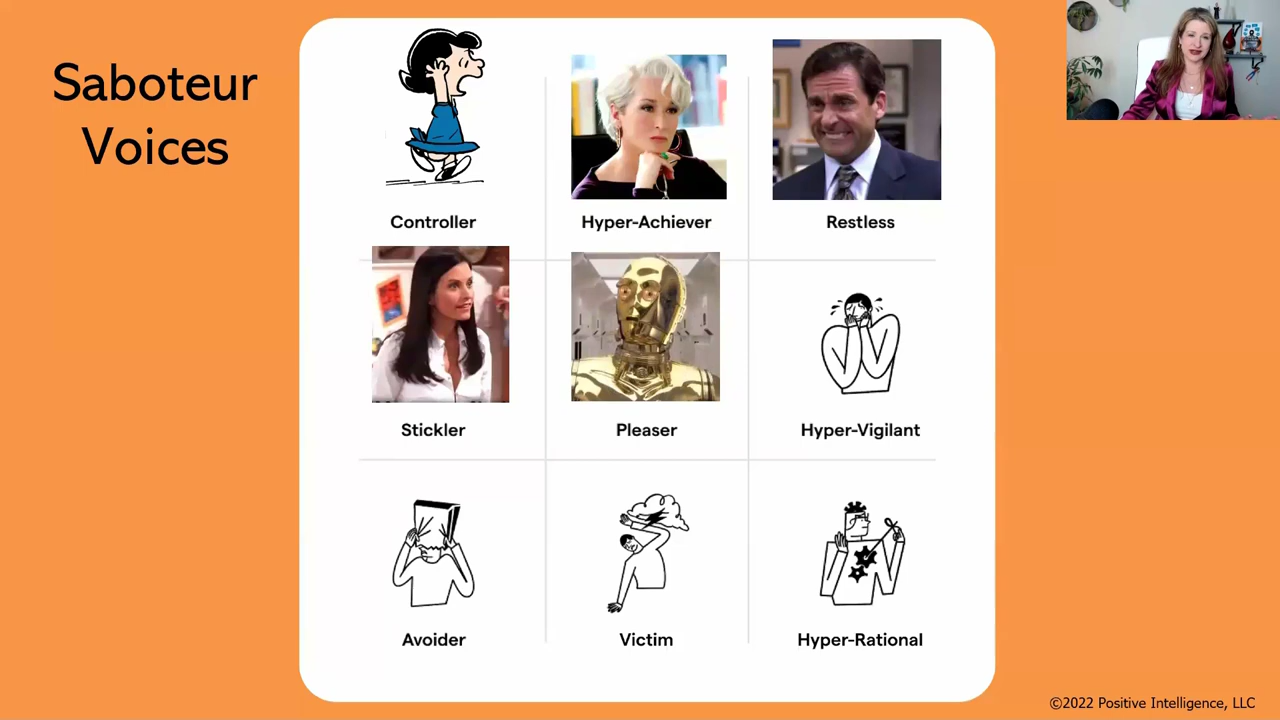 Saboteur
Voices
Controller
Hyper-Achiever
Restless
Stickler
Pleaser
Hyper-Vigilant
Avoider
Victim
Hyper-Rational
©2022 Positive Intelligence, LLC